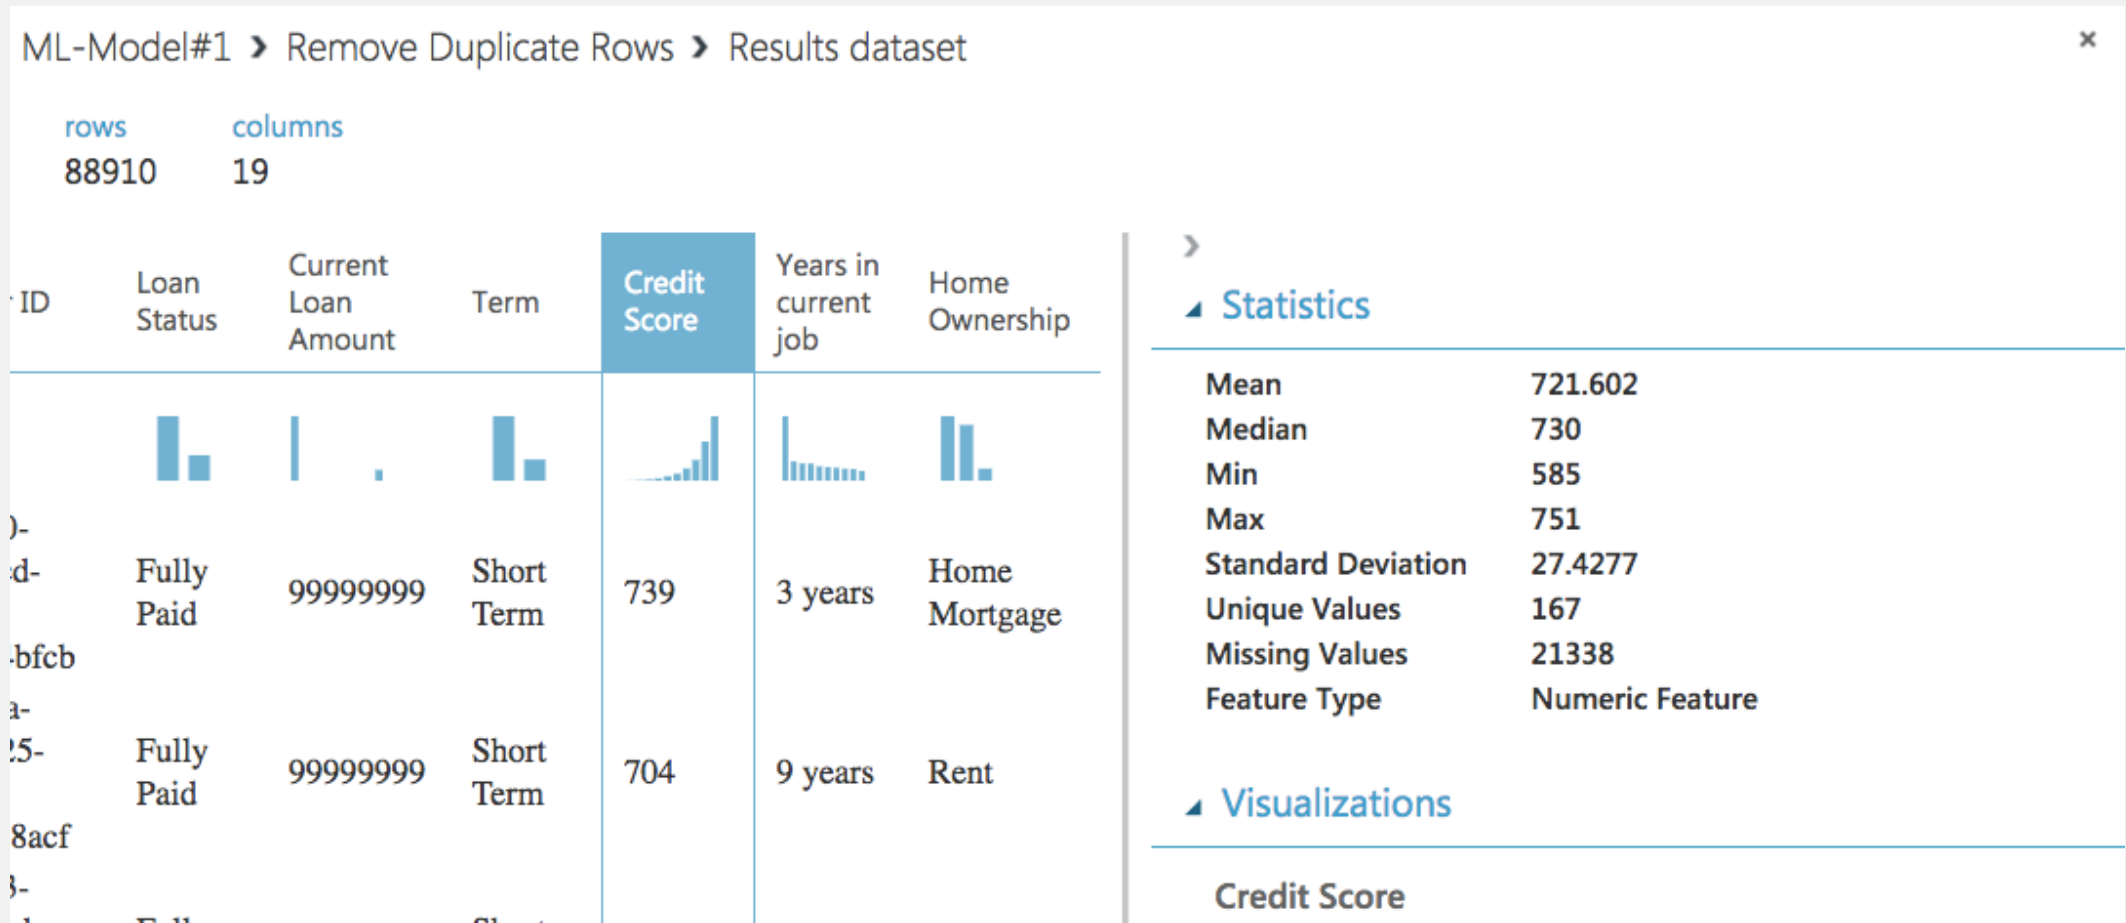 ML-Model#1 › Remove Duplicate Rows › Results dataset
×
rows columns
88910 19
ID
Loan
Status
Current
Loan
Amount
Term
Credit
Score
Years in
current
job
Home
Ownership
-bfcb
Fully
Paid
99999999
Short
Term
739
3 years
Home
Mortgage
8acf
Fully
Paid
99999999
Short
Term
704
9 years
Rent
Statistics
Mean 721.602
Median 730
Min 585
Max 751
Standard Deviation 27.4277
Unique Values 167
Missing Values 21338
Feature Type Numeric Feature
Visualizations
Credit Score